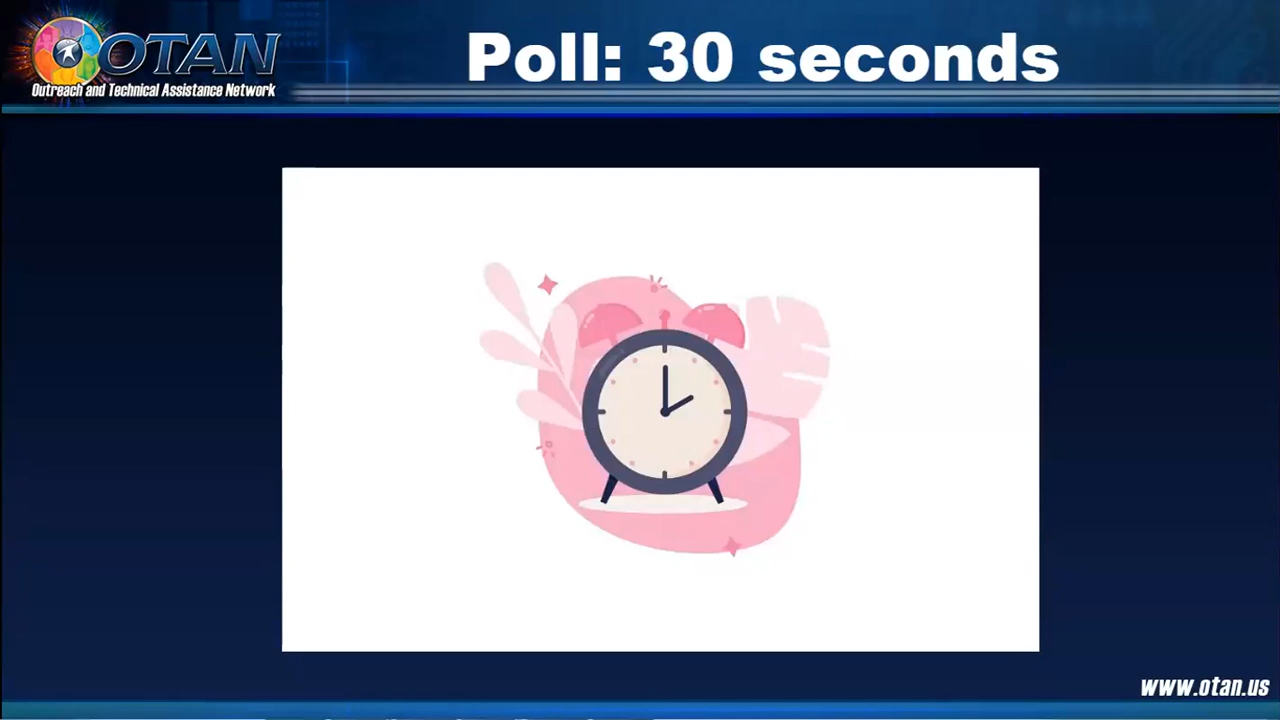 OTAN
Outreach and Technical Assistance Network
Poll: 30 seconds
www.otan.us